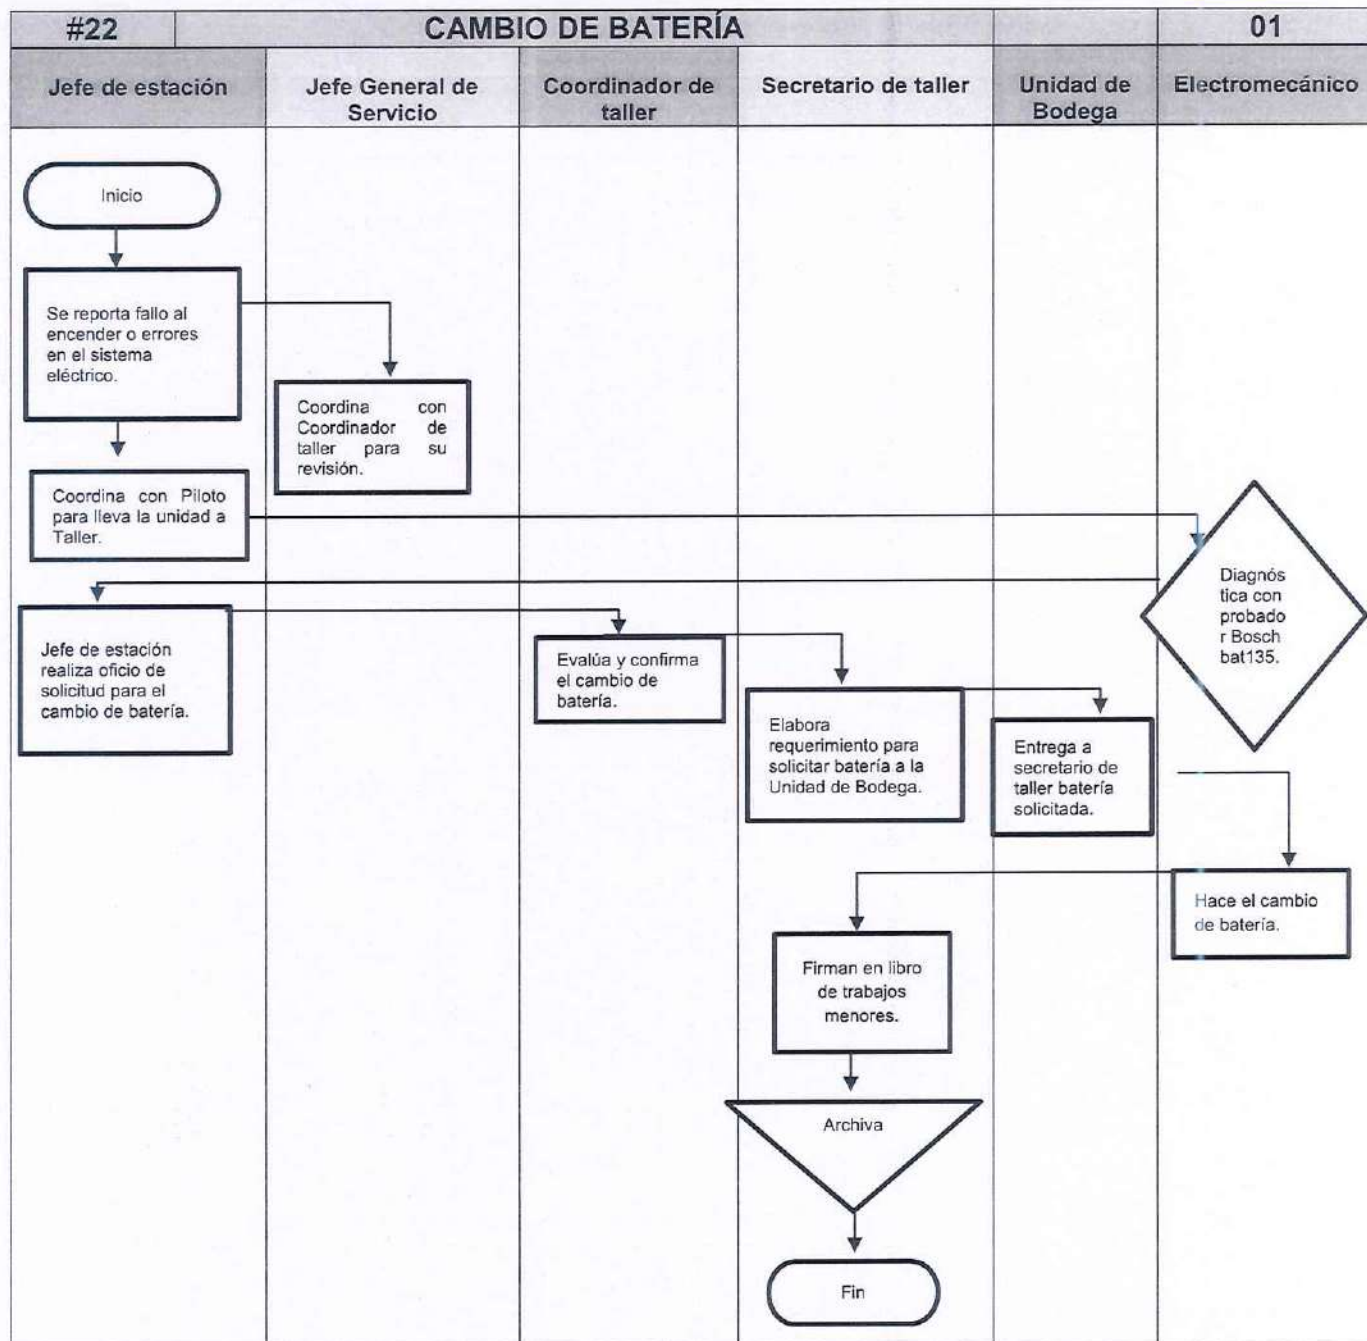 #22
CAMBIO DE BATERÍA
01
Jefe de estación
Jefe General de
Servicio
Coordinador de
taller
Secretario de taller
Unidad de
Bodega
Electromecánico
Inicio
Se reporta fallo al
encender o errores
en el sistema
eléctrico.
Coordina con
Coordinador de
taller para su
revisión.
Coordina con Piloto
para lleva la unidad a
Taller.
Diagnós
tica con
probado
r Bosch
bat135.
Jefe de estación
realiza oficio de
solicitud para el
cambio de batería.
Evalúa y confirma
el cambio de
batería.
Elabora
requerimiento para
solicitar batería a la
Unidad de Bodega.
Entrega a
secretario de
taller batería
solicitada.
Hace el cambio
de batería.
Firman en libro
de trabajos
menores.
Archiva
Fin